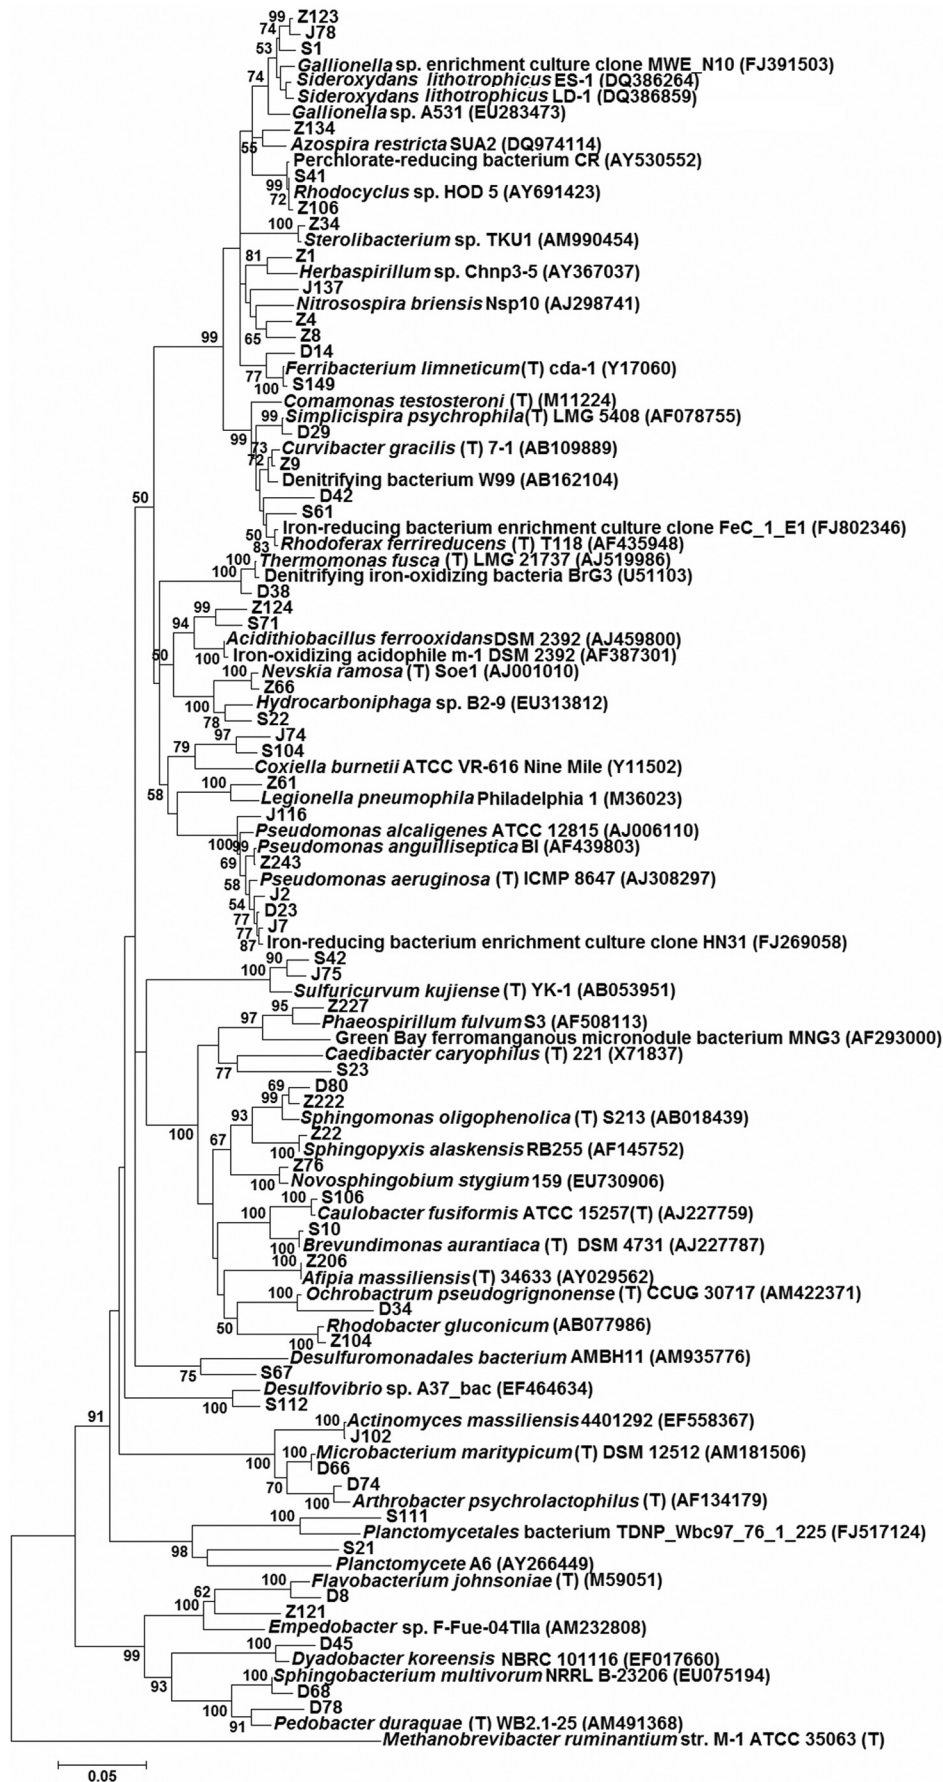 99 Z123
74 J78
53 S1
Gallionella sp. enrichment culture clone MWE_N10 (FJ391503)
74 Sideroxydans lithotrophicus ES-1 (DQ386264)
Sideroxydans lithotrophicus LD-1 (DQ386859)
Gallionella sp. A531 (EU283473)
Z134
55 Azospira restricta SUA2 (DQ974114)
Perchlorate-reducing bacterium CR (AY530552)
S41
99 Rhodocyclus sp. HOD 5 (AY691423)
72 Z106
100 Z34
Sterolibacterium sp. TKU1 (AM990454)
81 Z1
Herbaspirillum sp. Chnp3-5 (AY367037)
J137
Nitrosospira briensis Nsp10 (AJ298741)
Z4
99 65 Z8
D14
77 Ferribacterium limneticum(T) cda-1 (Y17060)
100 S149
Comamonas testosteroni (T) (M11224)
99 Simplicispira psychrophila(T) LMG 5408 (AF078755)
99 D29
73 Curvibacter gracilis (T) 7-1 (AB109889)
72 Z9
Denitrifying bacterium W99 (AB162104)
50 D42
S61
Iron-reducing bacterium enrichment culture clone FeC_1_E1 (FJ802346)
50 Rhodoferax ferrireducens (T) T118 (AF435948)
83
100 Thermomonas fusca (T) LMG 21737 (AJ519986)
100 Denitrifying iron-oxidizing bacteria BrG3 (U51103)
D38
99 Z124
94 S71
Acidithiobacillus ferrooxidans DSM 2392 (AJ459800)
50 100 Iron-oxidizing acidophile m-1 DSM 2392 (AF387301)
100 Nevskia ramosa (T) Soe1 (AJ001010)
Z66
100 Hydrocarboniphaga sp. B2-9 (EU313812)
78 S22
97 J74
79 S104
Coxiella burnetii ATCC VR-616 Nine Mile (Y11502)
100 Z61
58 Legionella pneumophila Philadelphia 1 (M36023)
J116
Pseudomonas alcaligenes ATCC 12815 (AJ006110)
100 99 Pseudomonas anguilliseptica BI (AF439803)
69 Z243
58 Pseudomonas aeruginosa (T) ICMP 8647 (AJ308297)
54 J2
77 D23
77 J7
87 Iron-reducing bacterium enrichment culture clone HN31 (FJ269058)
90 S42
100 J75
Sulfuricurvum kujiense (T) YK-1 (AB053951)
95 Z227
97 Phaeospirillum fulvum S3 (AF508113)
Green Bay ferromanganous micronodule bacterium MNG3 (AF293000)
Caedibacter caryophilus (T) 221 (X71837)
77 S23
69 D80
99 Z222
93 Sphingomonas oligophenolica (T) S213 (AB018439)
100 Z22
67 100 Sphingopyxis alaskensis RB255 (AF145752)
Z76
100 Novosphingobium stygium 159 (EU730906)
100 S106
100 Caulobacter fusiformis ATCC 15257(T) (AJ227759)
S10
100 Brevundimonas aurantiaca (T) DSM 4731 (AJ227787)
100 Z206
Afipia massiliensis(T) 34633 (AY029562)
100 Ochrobactrum pseudogrignonense (T) CCUG 30717 (AM422371)
D34
50 Rhodobacter gluconicum (AB077986)
100 Z104
Desulfuromonadales bacterium AMBH11 (AM935776)
75 S67
Desulfovibrio sp. A37_bac (EF464634)
100 S112
91 100 Actinomyces massiliensis 4401292 (EF558367)
J102
100 100 Microbacterium maritypicum(T) DSM 12512 (AM181506)
D66
70 D74
100 Arthrobacter psychrolactophilus (T) (AF134179)
100 S111
Planctomycetales bacterium TDNP_Wbc97_76_1_225 (FJ517124)
98 S21
Planctomycete A6 (AY266449)
100 Flavobacterium johnsoniae (T) (M59051)
62 D8
100 Z121
Empedobacter sp. F-Fue-04TIIa (AM232808)
99 100 D45
Dyadobacter koreensis NBRC 101116 (EF017660)
93 100 Sphingobacterium multivorum NRRL B-23206 (EU075194)
D68
100 D78
91 Pedobacter duraquae (T) WB2.1-25 (AM491368)
Methanobrevibacter ruminantium str. M-1 ATCC 35063 (T)
0.05